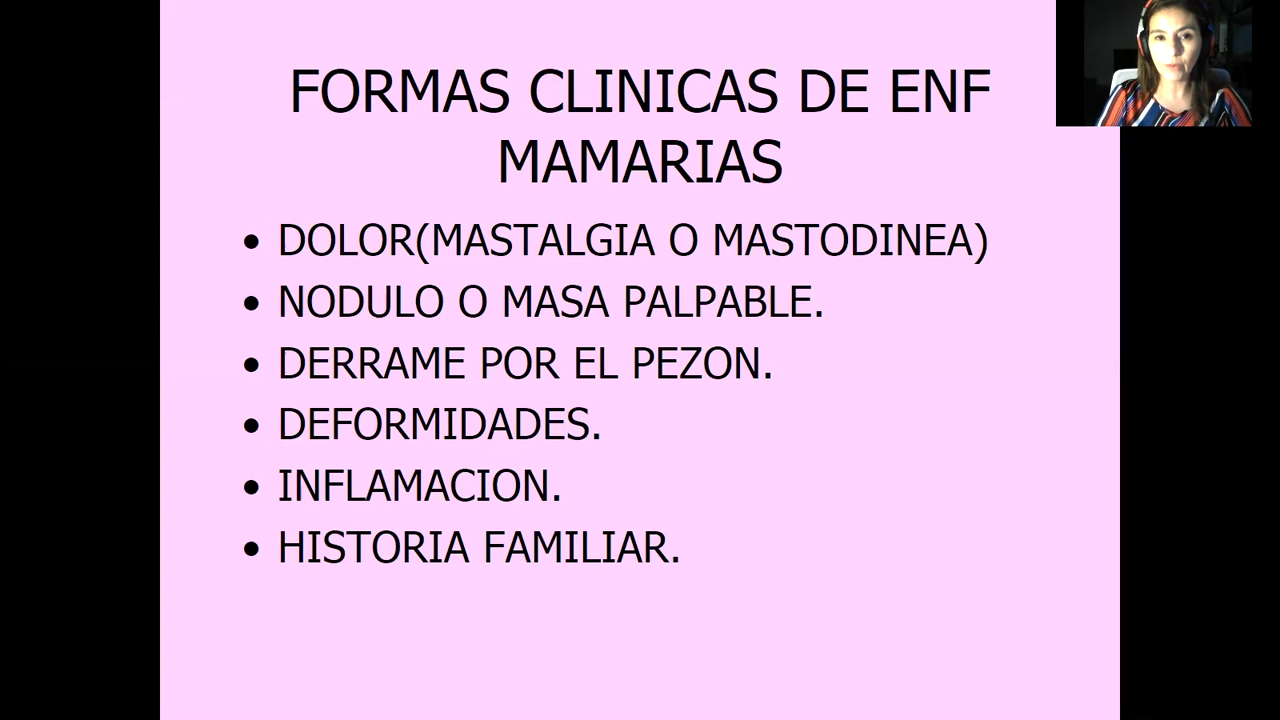 FORMAS CLINICAS DE ENF
MAMARIAS
• DOLOR(MASTALGIA O MASTODINEA)
• NODULO O MASA PALPABLE.
• DERRAME POR EL PEZON.
• DEFORMIDADES.
• INFLAMACION.
• HISTORIA FAMILIAR.